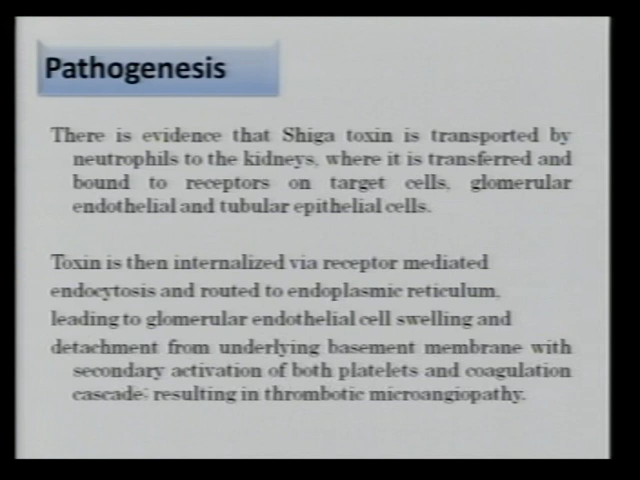 Pathogenesis
There is evidence that Shiga toxin is transported by
neutrophils to the kidneys, where it is transferred and
bound to receptors on target cells, glomerular
endothelial and tubular epithelial cells.
Toxin is then internalized via receptor mediated
endocytosis and routed to endoplasmic reticulum,
leading to glomerular endothelial cell swelling and
detachment from underlying basement membrane with
secondary activation of both platelets and coagulation
cascade; resulting in thrombotic microangiopathy.